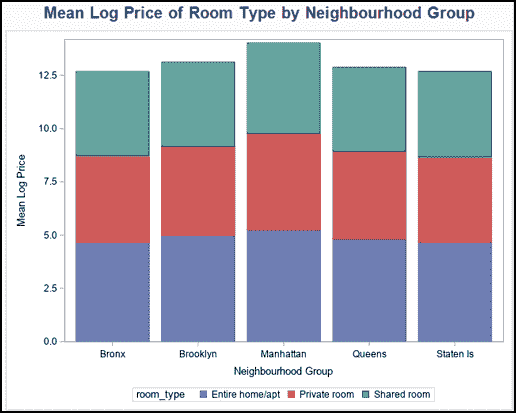 Mean Log Price of Room Type by Neighbourhood Group
12.5
10.0
7.5
5.0
2.5
0.0
Mean Log Price
Bronx Brooklyn Manhattan Queens Staten Is
Neighbourhood Group
room_type Entire home/apt Private room Shared room